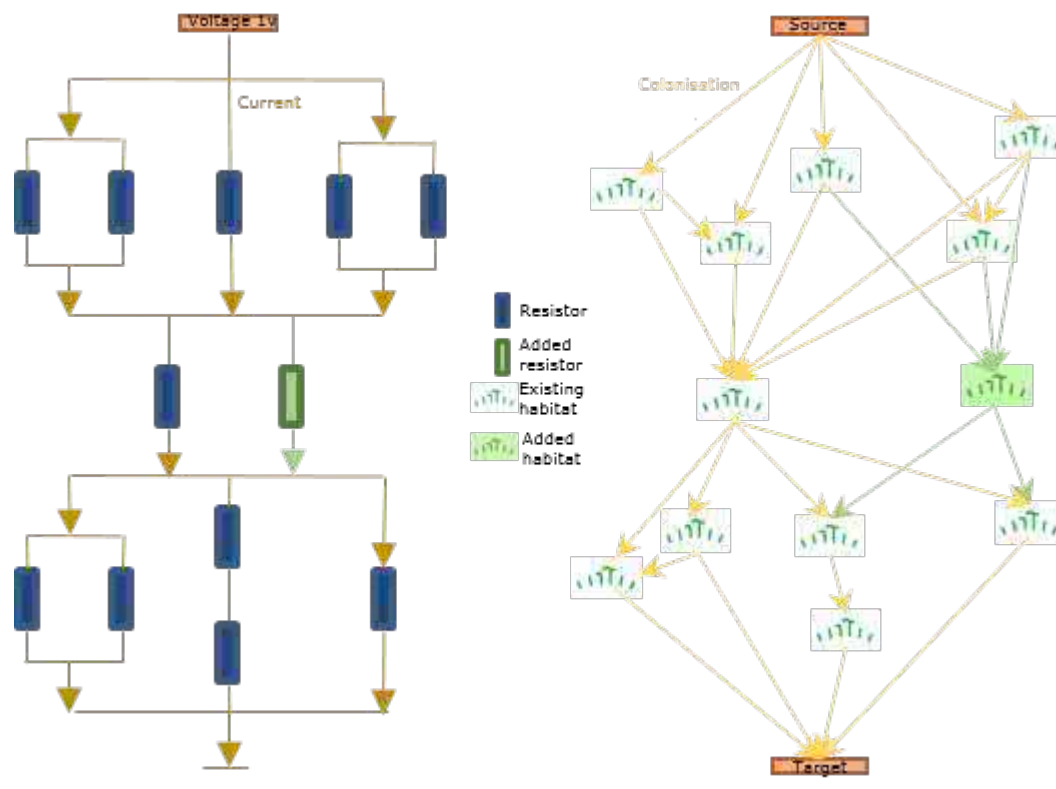 Voltage 1v
Source
Colonisation
Current
Resistor
Added
resistor
Existing
habitat
Added
habitat
Target